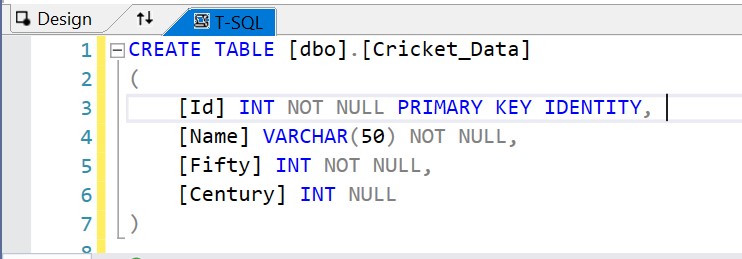 Design T-SQL
1 CREATE TABLE [dbo].[Cricket_Data]
2 (
3 [Id] INT NOT NULL PRIMARY KEY IDENTITY,
4 [Name] VARCHAR(50) NOT NULL,
5 [Fifty] INT NOT NULL,
6 [Century] INT NULL
7 )
8